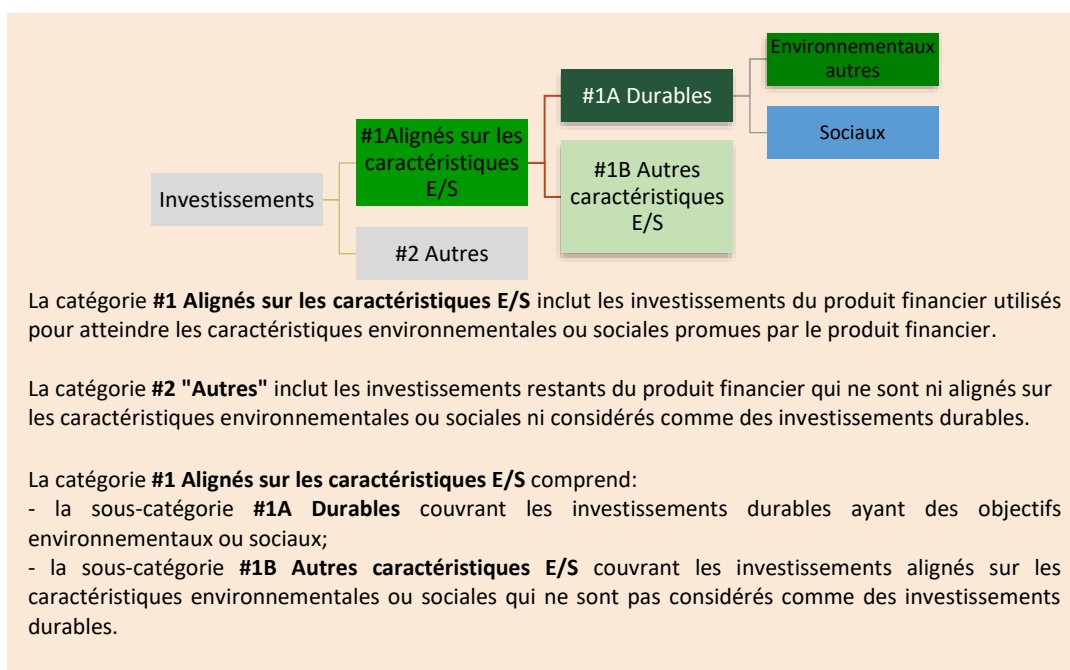 Environnementaux
autres
#1A Durables
Sociaux
#1Alignés sur les
caractéristiques
E/S
#1B Autres
caractéristiques
E/S
Investissements
#2 Autres
La catégorie #1 Alignés sur les caractéristiques E/S inclut les investissements du produit financier utilisés
pour atteindre les caractéristiques environnementales ou sociales promues par le produit financier.
La catégorie #2 "Autres" inclut les investissements restants du produit financier qui ne sont ni alignés sur
les caractéristiques environnementales ou sociales ni considérés comme des investissements durables.
La catégorie #1 Alignés sur les caractéristiques E/S comprend:
- la sous-catégorie #1A Durables couvrant les investissements durables ayant des objectifs
environnementaux ou sociaux;
- la sous-catégorie #1B Autres caractéristiques E/S couvrant les investissements alignés sur les
caractéristiques environnementales ou sociales qui ne sont pas considérés comme des investissements
durables.